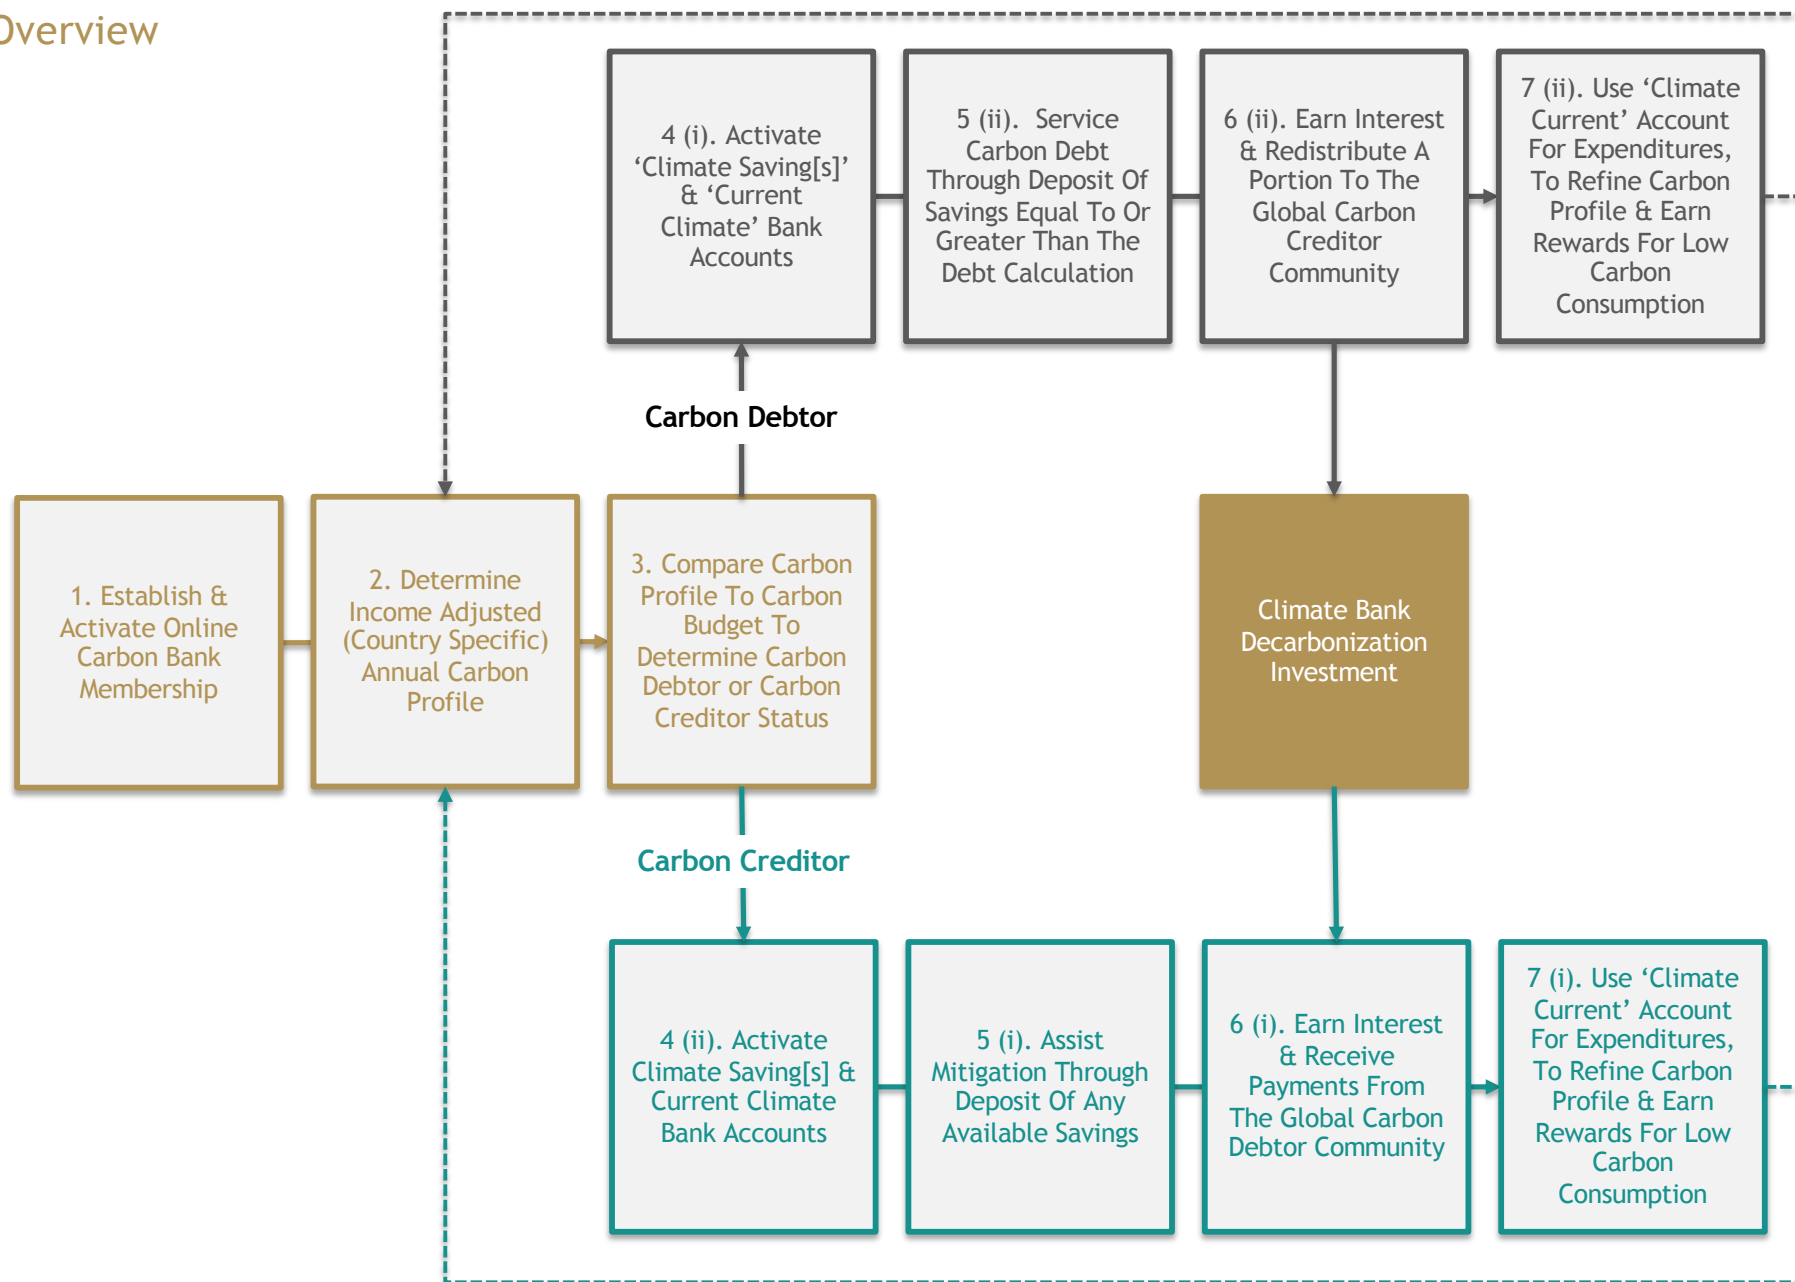 Overview
4 (i). Activate
‘Climate Saving[s]’
& ‘Current
Climate’ Bank
Accounts
5 (ii). Service
Carbon Debt
Through Deposit Of
Savings Equal To Or
Greater Than The
Debt Calculation
6 (ii). Earn Interest
& Redistribute A
Portion To The
Global Carbon
Creditor
Community
7 (ii). Use ‘Climate
Current’ Account
For Expenditures,
To Refine Carbon
Profile & Earn
Rewards For Low
Carbon
Consumption
Carbon Debtor
1. Establish &
Activate Online
Carbon Bank
Membership
2. Determine
Income Adjusted
(Country Specific)
Annual Carbon
Profile
3. Compare Carbon
Profile To Carbon
Budget To
Determine Carbon
Debtor or Carbon
Creditor Status
Climate Bank
Decarbonization
Investment
Carbon Creditor
4 (ii). Activate
Climate Saving[s] &
Current Climate
Bank Accounts
5 (i). Assist
Mitigation Through
Deposit Of Any
Available Savings
6 (i). Earn Interest
& Receive
Payments From
The Global Carbon
Debtor Community
7 (i). Use ‘Climate
Current’ Account
For Expenditures,
To Refine Carbon
Profile & Earn
Rewards For Low
Carbon
Consumption